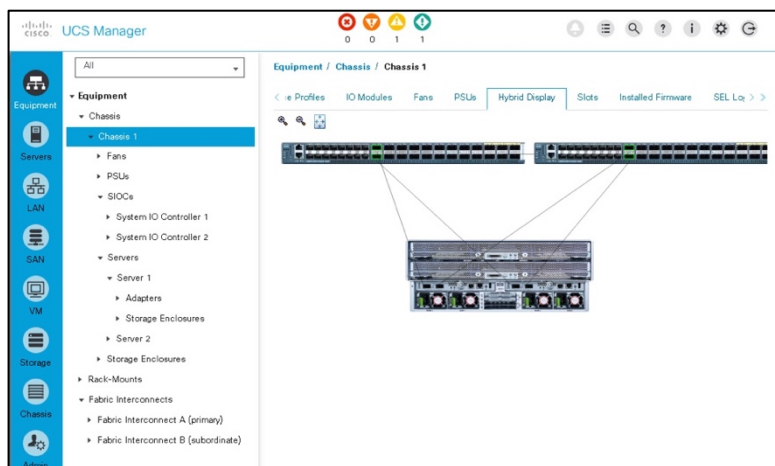 cisco. UCS Manager
0 0 1 1
All
Equipment / Chassis / Chassis 1
Profiles IO Modules Fans PSUs Hybrid Display Slots Installed Firmware SEL
Equipment
Servers
LAN
SAN
VM
Storage
Chassis
Admin
Equipment
Chassis
Chassis 1
Fans
PSUs
SIOCs
System IO Controller 1
System IO Controller 2
Servers
Server 1
Adapters
Storage Enclosures
Server 2
Storage Enclosures
Rack-Mounts
Fabric Interconnects
Fabric Interconnect A (primary)
Fabric Interconnect B (subordinate)